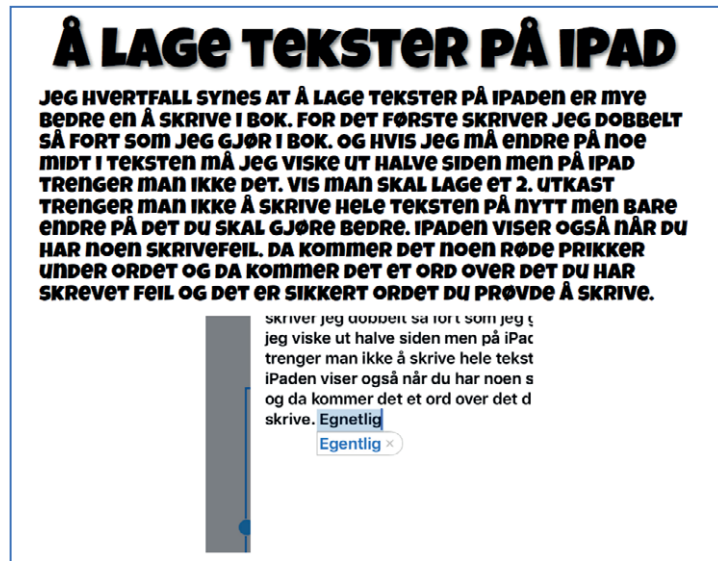 Å LAGE TEKSTER PÅ IPAD
JEG HVERTFALL SYNES AT Å LAGE TEKSTER PÅ IPADEN ER MYE
BEDRE EN Å SKRIVE I BOK. FOR DET FØRSTE SKRIVER JEG DOBBELT
SÅ FORT SOM JEG GJØR I BOK. OG HVIS JEG MÅ ENDRE PÅ NOE
MIDT I TEKSTEN MÅ JEG VISKE UT HALVE SIDEN MEN PÅ IPAD
TRENGER MAN IKKE DET. VIS MAN SKAL LAGE ET 2. UTKAST
TRENGER MAN IKKE Å SKRIVE HELE TEKSTEN PÅ NYTT MEN BARE
ENDRE PÅ DET DU SKAL GJØRE BEDRE. IPADEN VISER OGSÅ NÅR DU
HAR NOEN SKRIVEFEIL. DA KOMMER DET NOEN RØDE PRIKKER
UNDER ORDET OG DA KOMMER DET ET ORD OVER DET DU HAR
SKREVET FEIL OG DET ER SIKKERT ORDET DU PRØVDE Å SKRIVE.
skriver jeg dobbelt så fort som jeg g
jeg viske ut halve siden men på iPad
trenger man ikke å skrive hele tekst
iPaden viser også når du har noen s
og da kommer det et ord over det d
skrive. Egnetlig
Egentlig ×